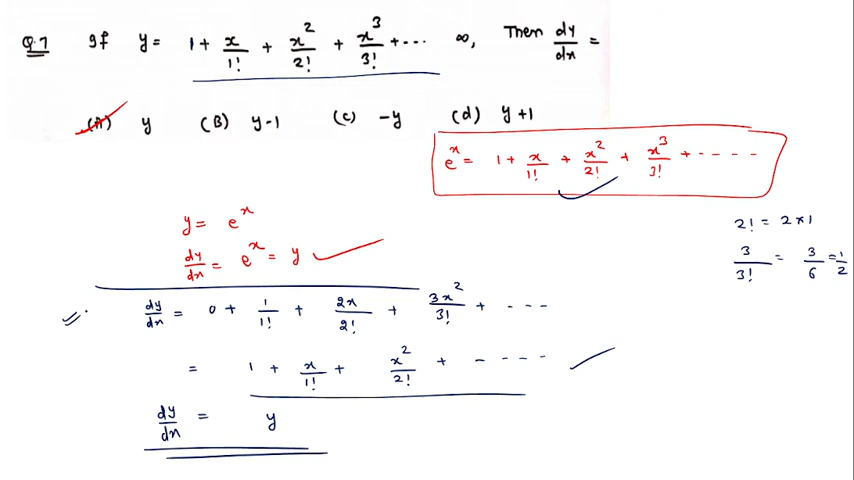 Q.7 If y = 1 + x/1! + x²/2! + x³/3! + ... ∞, Then dy/dx =
(A) y (B) y-1 (c) -y (d) y+1
eˣ = 1 + x/1! + x²/2! + x³/3! + -----
y = eˣ
dy/dx = eˣ = y
2! = 2×1
3/3! = 3/6 = 1/2
dy/dx = 0 + 1/1! + 2x/2! + 3x²/3! + ---
= 1 + x/1! + x²/2! + -----
dy/dx = y